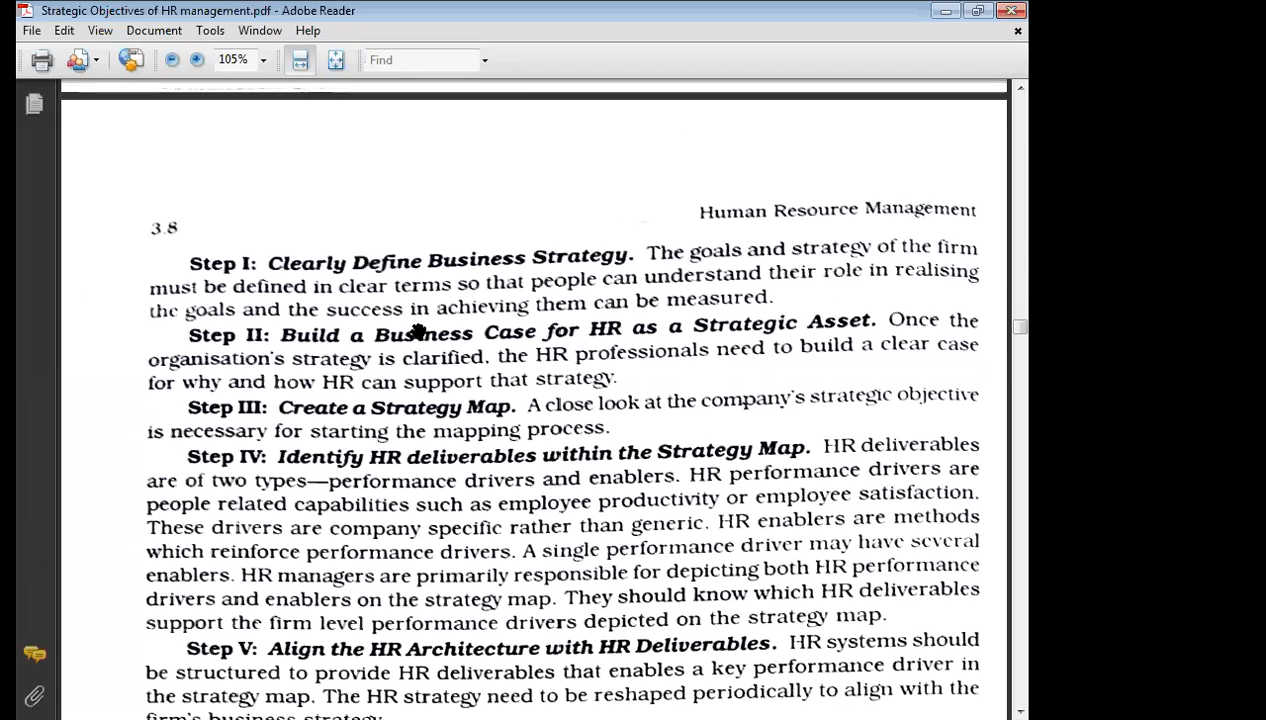 Strategic Objectives of HR management.pdf - Adobe Reader
File Edit View Document Tools Window Help
105% Find
3.8
Human Resource Management
Step I: Clearly Define Business Strategy. The goals and strategy of the firm
must be defined in clear terms so that people can understand their role in realising
the goals and the success in achieving them can be measured.
Step II: Build a Business Case for HR as a Strategic Asset. Once the
organisation's strategy is clarified, the HR professionals need to build a clear case
for why and how HR can support that strategy.
Step III: Create a Strategy Map. A close look at the company's strategic objective
is necessary for starting the mapping process.
Step IV: Identify HR deliverables within the Strategy Map. HR deliverables
are of two types—performance drivers and enablers. HR performance drivers are
people related capabilities such as employee productivity or employee satisfaction.
These drivers are company specific rather than generic. HR enablers are methods
which reinforce performance drivers. A single performance driver may have several
enablers. HR managers are primarily responsible for depicting both HR performance
drivers and enablers on the strategy map. They should know which HR deliverables
support the firm level performance drivers depicted on the strategy map.
Step V: Align the HR Architecture with HR Deliverables. HR systems should
be structured to provide HR deliverables that enables a key performance driver in
the strategy map. The HR strategy need to be reshaped periodically to align with the
firm's business strategy.